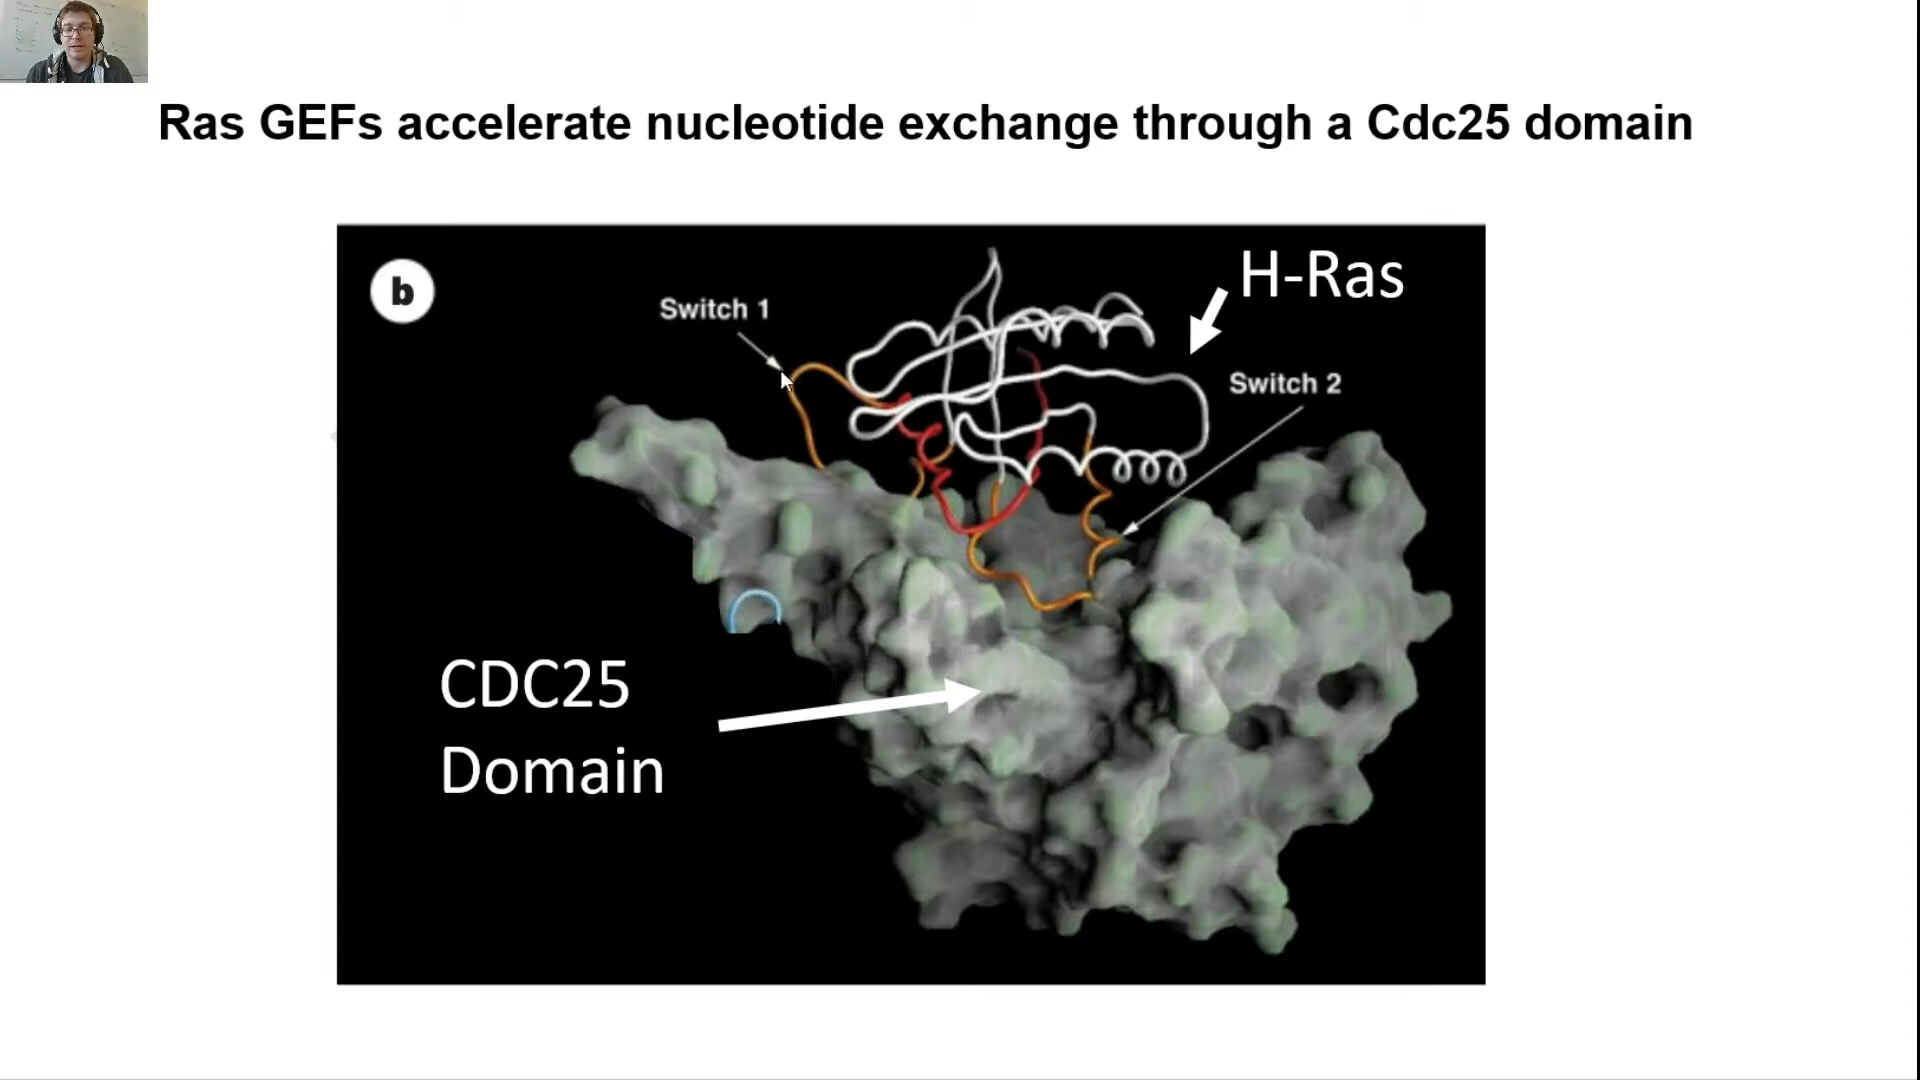 Ras GEFs accelerate nucleotide exchange through a Cdc25 domain
b
H-Ras
Switch 1
Switch 2
CDC25
Domain